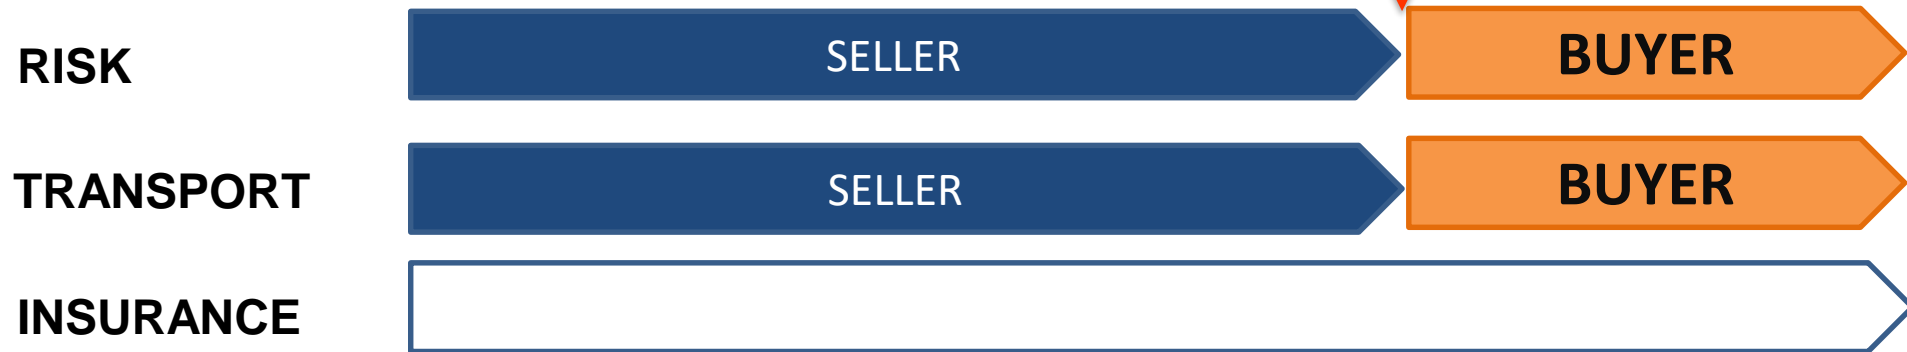 RISK SELLER BUYER
TRANSPORT SELLER BUYER
INSURANCE